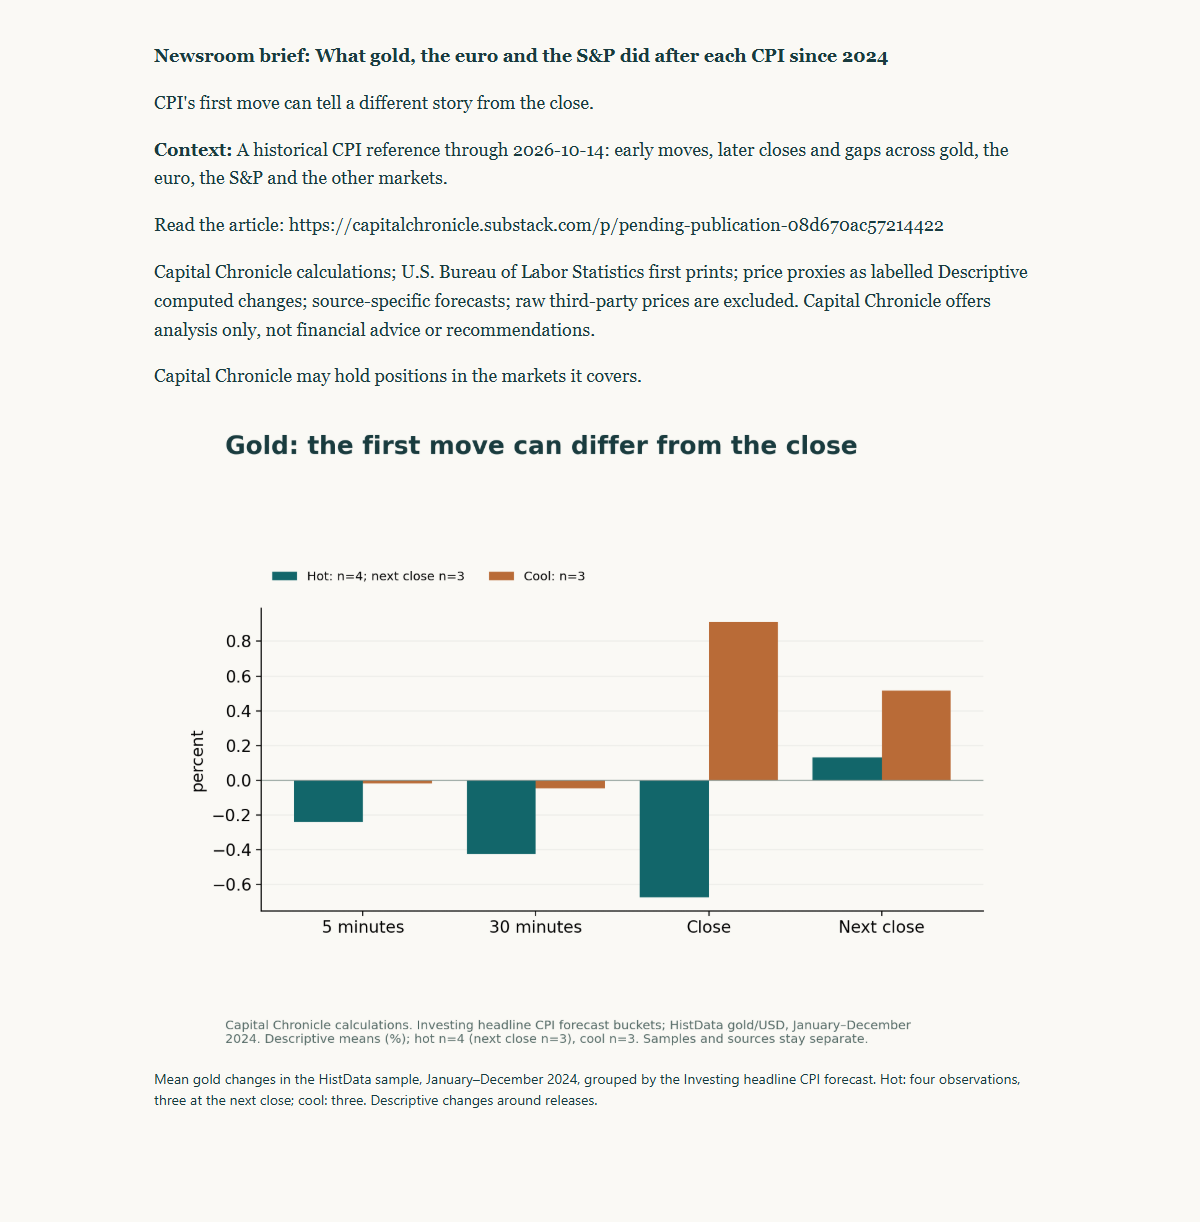 Newsroom brief: What gold, the euro and the S&P did after each CPI since 2024
CPI's first move can tell a different story from the close.
Context: A historical CPI reference through 2026-10-14: early moves, later closes and gaps across gold, the
euro, the S&P and the other markets.
Read the article: https://capitalchronicle.substack.com/p/pending-publication-08d670ac57214422
Capital Chronicle calculations; U.S. Bureau of Labor Statistics first prints; price proxies as labelled Descriptive
computed changes; source-specific forecasts; raw third-party prices are excluded. Capital Chronicle offers
analysis only, not financial advice or recommendations.
Capital Chronicle may hold positions in the markets it covers.
Gold: the first move can differ from the close
Hot: n=4; next close n=3
Cool: n=3
0.8
0.6
0.4
0.2
0.0
−0.2
−0.4
−0.6
percent
5 minutes
30 minutes
Close
Next close
Capital Chronicle calculations. Investing headline CPI forecast buckets; HistData gold/USD, January–December
2024. Descriptive means (%); hot n=4 (next close n=3), cool n=3. Samples and sources stay separate.
Mean gold changes in the HistData sample, January–December 2024, grouped by the Investing headline CPI forecast. Hot: four observations,
three at the next close; cool: three. Descriptive changes around releases.